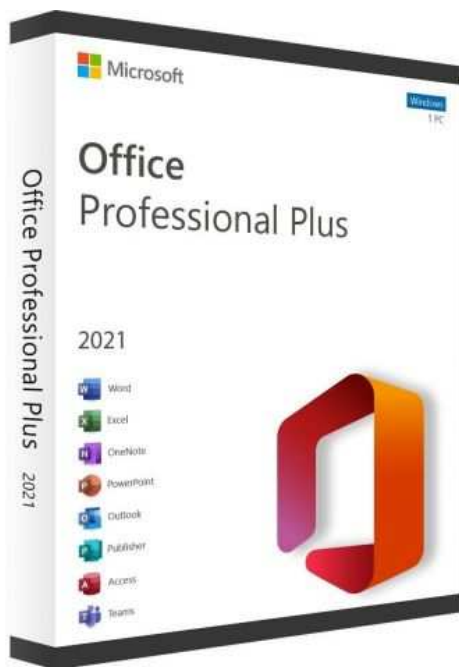 Microsoft
Windows
1 PC
Office
Professional Plus
2021
Word
Excel
OneNote
PowerPoint
Outlook
Publisher
Access
Teams
Office Professional Plus 2021